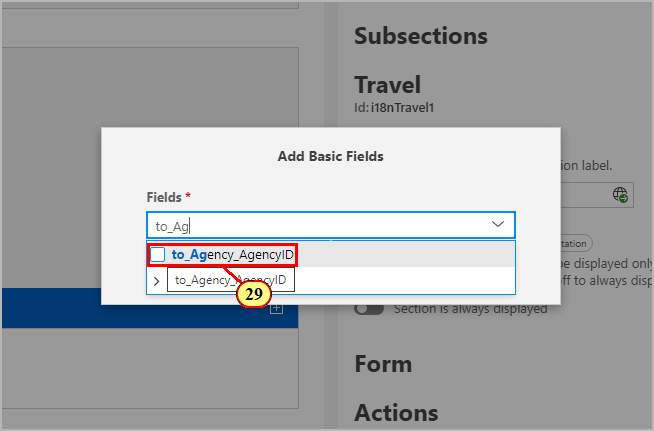 Subsections
Travel
Id: i18nTravel1
Add Basic Fields
ion label.
Fields *
to_Ag
to_Agency_AgencyID
tation
be displayed only
to_Agency_AgencyID
off to always disp
29
Section is always displayed
Form
Actions